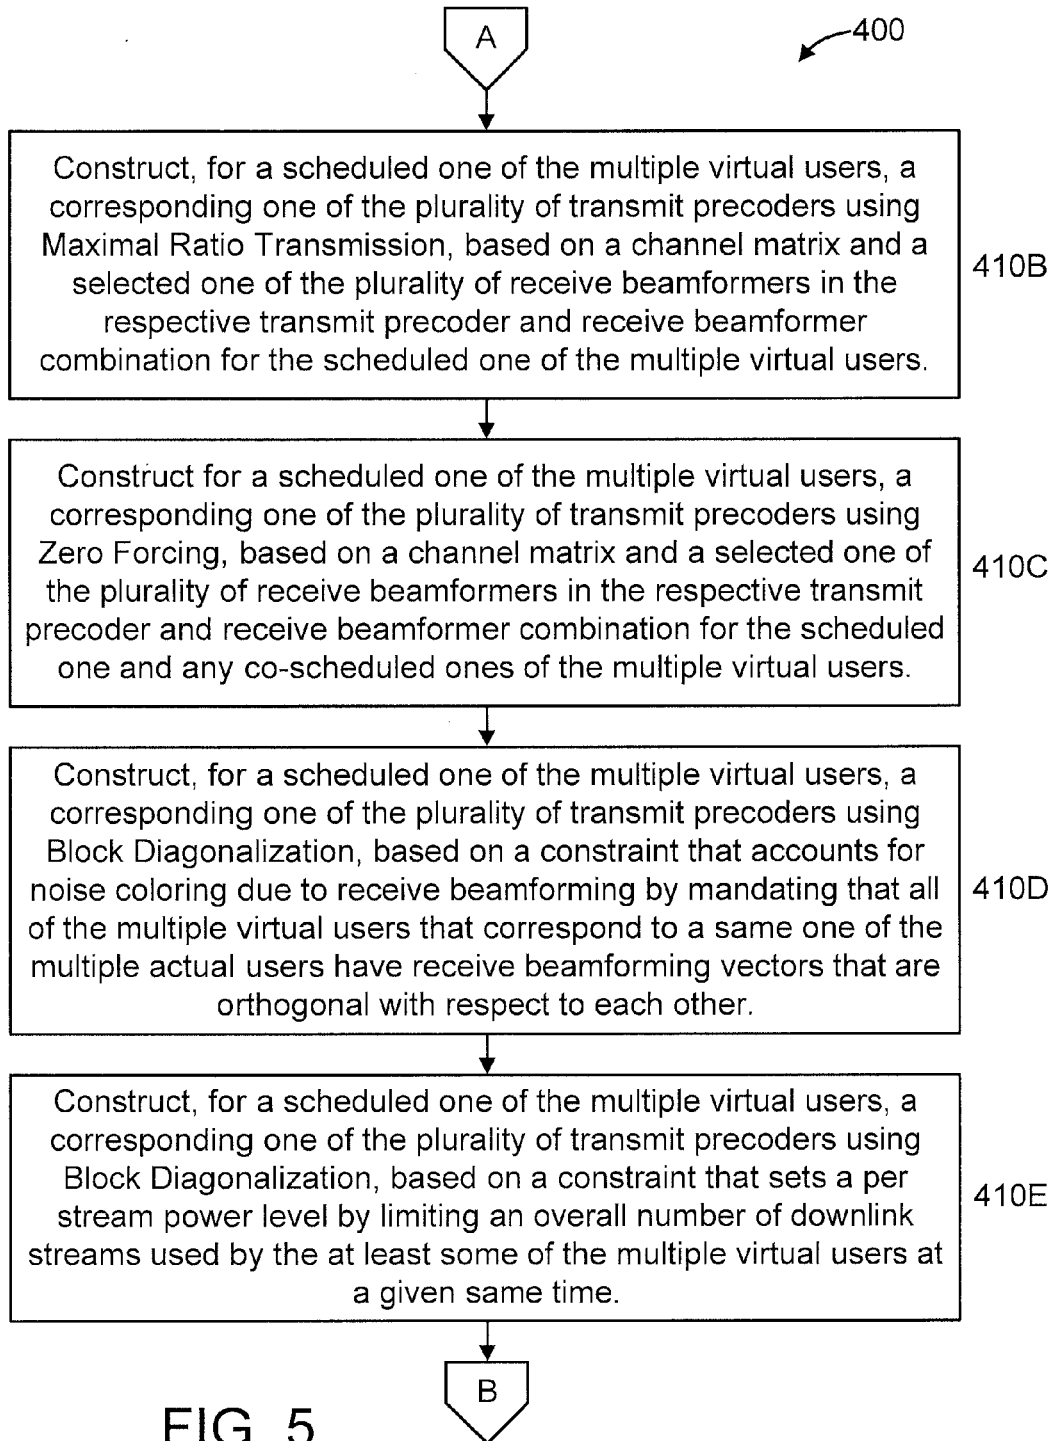 A
400
Construct, for a scheduled one of the multiple virtual users, a
corresponding one of the plurality of transmit precoders using
Maximal Ratio Transmission, based on a channel matrix and a
selected one of the plurality of receive beamformers in the
respective transmit precoder and receive beamformer
combination for the scheduled one of the multiple virtual users.
410B
Construct for a scheduled one of the multiple virtual users, a
corresponding one of the plurality of transmit precoders using
Zero Forcing, based on a channel matrix and a selected one of
the plurality of receive beamformers in the respective transmit
precoder and receive beamformer combination for the scheduled
one and any co-scheduled ones of the multiple virtual users.
410C
Construct, for a scheduled one of the multiple virtual users, a
corresponding one of the plurality of transmit precoders using
Block Diagonalization, based on a constraint that accounts for
noise coloring due to receive beamforming by mandating that all
of the multiple virtual users that correspond to a same one of the
multiple actual users have receive beamforming vectors that are
orthogonal with respect to each other.
410D
Construct, for a scheduled one of the multiple virtual users, a
corresponding one of the plurality of transmit precoders using
Block Diagonalization, based on a constraint that sets a per
stream power level by limiting an overall number of downlink
streams used by the at least some of the multiple virtual users at
a given same time.
410E
B
FIG. 5